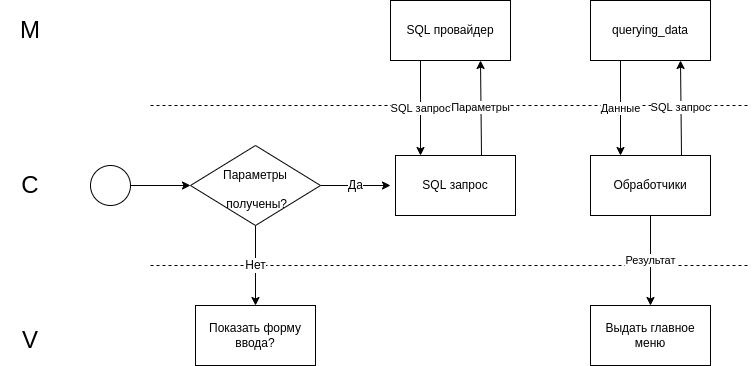 M
SQL провайдер
querying_data
SQL запрос
Параметры
Данные
SQL запрос
C
Параметры
получены?
Да
SQL запрос
Обработчики
Нет
Результат
V
Показать форму
ввода?
Выдать главное
меню